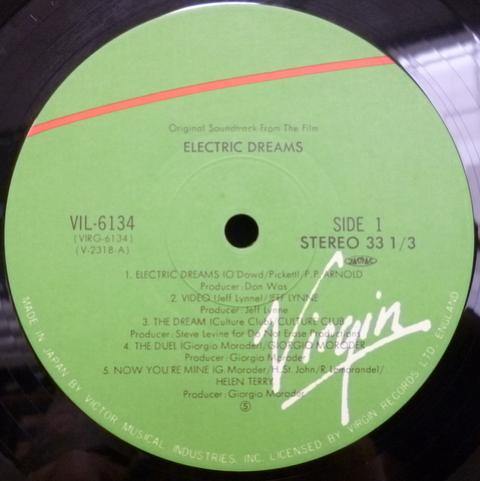 Original Soundtrack From The Film
ELECTRIC DREAMS
VIL-6134
(VIRG-6134)
(V-2318-A)
SIDE 1
STEREO 33 1/3
JASRAC
1. ELECTRIC DREAMS (O'Dowd/Pickett) P. P. ARNOLD
Producer: Don Was
2. VIDEO (Jeff Lynne) JEFF LYNNE
Producer: Jeff Lynne
3. THE DREAM (Culture Club) CULTURE CLUB
Producer: Steve Levine for Do Not Erase Productions
4. THE DUEL (Giorgio Moroder) GIORGIO MORODER
Producer: Giorgio Moroder
5. NOW YOU'RE MINE (G. Moroder/H. St. John/R. Lamorandel)
HELEN TERRY
Producer: Giorgio Moroder
Ⓢ
Virgin
MADE IN JAPAN BY VICTOR MUSICAL INDUSTRIES, INC. LICENSED BY VIRGIN RECORDS LTD. ENGLAND